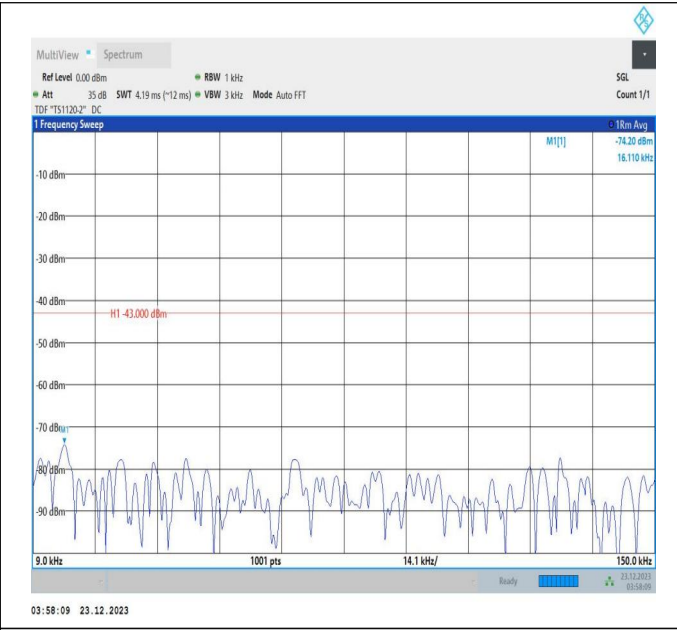 MultiView Spectrum
Ref Level 0.00 dBm RBW 1 kHz SGL
Att 35 dB SWT 4.19 ms (~12 ms) VBW 3 kHz Mode Auto FFT Count 1/1
TDF "TS1120-2" DC
1 Frequency Sweep 1Rm Avg
M1[1] -74.20 dBm
16.110 kHz
-10 dBm
-20 dBm
-30 dBm
-40 dBm
H1 -43.000 dBm
-50 dBm
-60 dBm
-70 dBm
M1
-80 dBm
-90 dBm
9.0 kHz 1001 pts 14.1 kHz/ 150.0 kHz
Ready 23.12.2023
03:58:09
03:58:09 23.12.2023